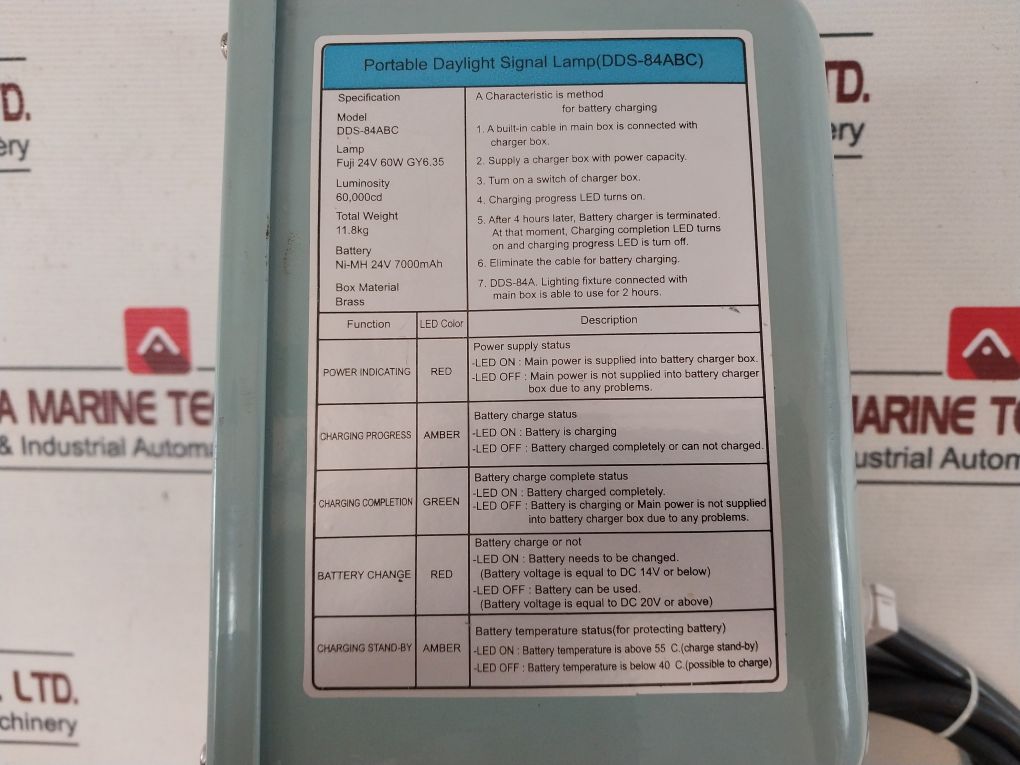 Portable Daylight Signal Lamp(DDS-84ABC)
Specification
Model
DDS-84ABC
Lamp
Fuji 24V 60W GY6.35
Luminosity
60,000cd
Total Weight
11.8kg
Battery
Ni-MH 24V 7000mAh
Box Material
Brass
A Characteristic is method
for battery charging
1. A built-in cable in main box is connected with
charger box.
2. Supply a charger box with power capacity.
3. Turn on a switch of charger box.
4. Charging progress LED turns on.
5. After 4 hours later, Battery charger is terminated.
At that moment, Charging completion LED turns
on and charging progress LED is turn off.
6. Eliminate the cable for battery charging.
7. DDS-84A. Lighting fixture connected with
main box is able to use for 2 hours.
Function LED Color Description
POWER INDICATING RED
Power supply status
-LED ON : Main power is supplied into battery charger box.
-LED OFF : Main power is not supplied into battery charger
box due to any problems.
CHARGING PROGRESS AMBER
Battery charge status
-LED ON : Battery is charging
-LED OFF : Battery charged completely or can not charged.
CHARGING COMPLETION GREEN
Battery charge complete status
-LED ON : Battery charged completely.
-LED OFF : Battery is charging or Main power is not supplied
into battery charger box due to any problems.
BATTERY CHANGE RED
Battery charge or not
-LED ON : Battery needs to be changed.
(Battery voltage is equal to DC 14V or below)
-LED OFF : Battery can be used.
(Battery voltage is equal to DC 20V or above)
CHARGING STAND-BY AMBER
Battery temperature status(for protecting battery)
-LED ON : Battery temperature is above 55 C.(charge stand-by)
-LED OFF : Battery temperature is below 40 C.(possible to charge)
D.
ery
A MARINE TE
& Industrial Automa
. LTD.
chinery
TD.
ery
MARINE TE
ustrial Autom